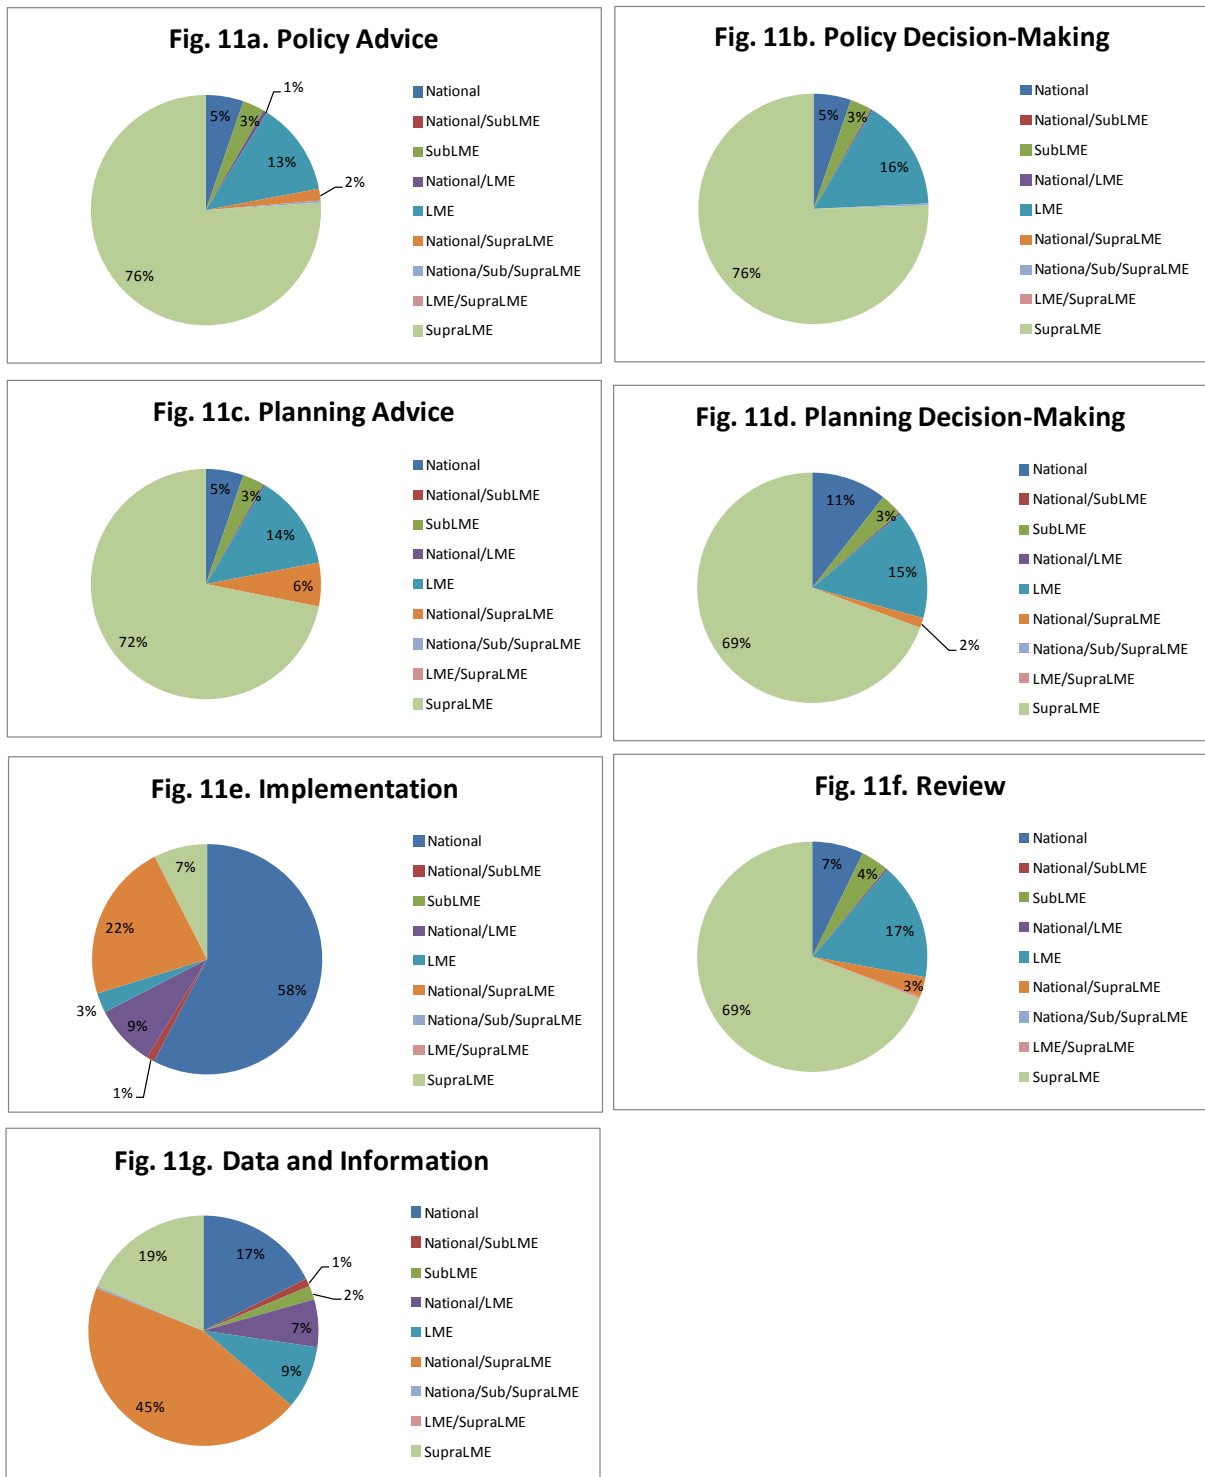 Fig. 11a. Policy Advice
5%
3%
1%
13%
2%
76%
National
National/SubLME
SubLME
National/LME
LME
National/SupraLME
Nationa/Sub/SupraLME
LME/SupraLME
SupraLME
Fig. 11b. Policy Decision-Making
5%
3%
16%
76%
National
National/SubLME
SubLME
National/LME
LME
National/SupraLME
Nationa/Sub/SupraLME
LME/SupraLME
SupraLME
Fig. 11c. Planning Advice
5%
3%
14%
6%
72%
National
National/SubLME
SubLME
National/LME
LME
National/SupraLME
Nationa/Sub/SupraLME
LME/SupraLME
SupraLME
Fig. 11d. Planning Decision-Making
11%
3%
15%
2%
69%
National
National/SubLME
SubLME
National/LME
LME
National/SupraLME
Nationa/Sub/SupraLME
LME/SupraLME
SupraLME
Fig. 11e. Implementation
7%
22%
58%
3%
9%
1%
National
National/SubLME
SubLME
National/LME
LME
National/SupraLME
Nationa/Sub/SupraLME
LME/SupraLME
SupraLME
Fig. 11f. Review
7%
4%
17%
3%
69%
National
National/SubLME
SubLME
National/LME
LME
National/SupraLME
Nationa/Sub/SupraLME
LME/SupraLME
SupraLME
Fig. 11g. Data and Information
19%
17%
1%
2%
7%
9%
45%
National
National/SubLME
SubLME
National/LME
LME
National/SupraLME
Nationa/Sub/SupraLME
LME/SupraLME
SupraLME